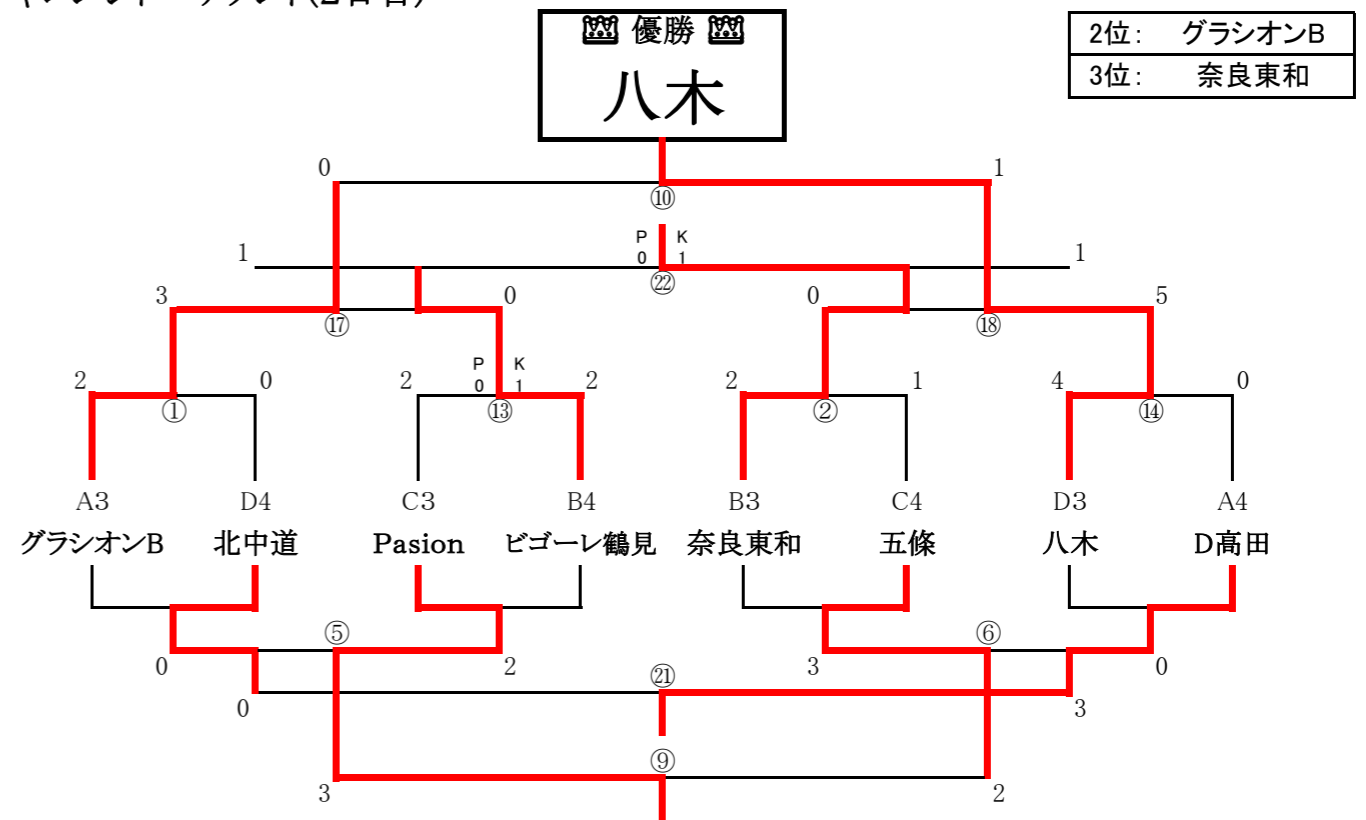 優勝
八木
2位: グラシオンB
3位: 奈良東和
0 1
⑩
P K
1 0 1 1
㉒
3 0 0 5
⑰ ⑱
P K
2 0 2 0 1 2 2 1 4 0
① ⑬ ② ⑭
A3 D4 C3 B4 B3 C4 D3 A4
グラシオンB 北中道 Pasion ビゴーレ鶴見 奈良東和 五條 八木 D高田
⑤ ⑥
0 2 3 0
㉑
0 3
⑨
3 2